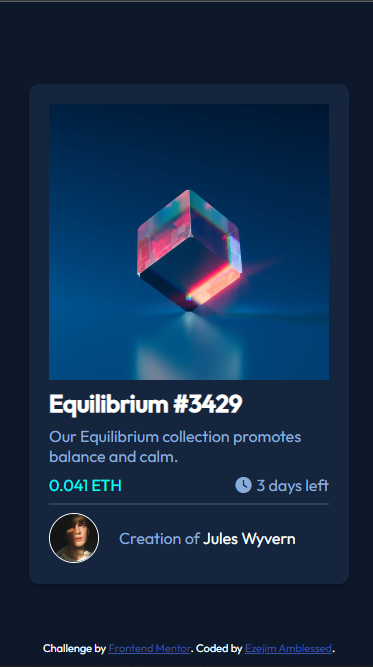 Equilibrium #3429
Our Equilibrium collection promotes
balance and calm.
0.041 ETH 3 days left
Creation of Jules Wyvern
Challenge by Frontend Mentor. Coded by Ezejim Amblessed.